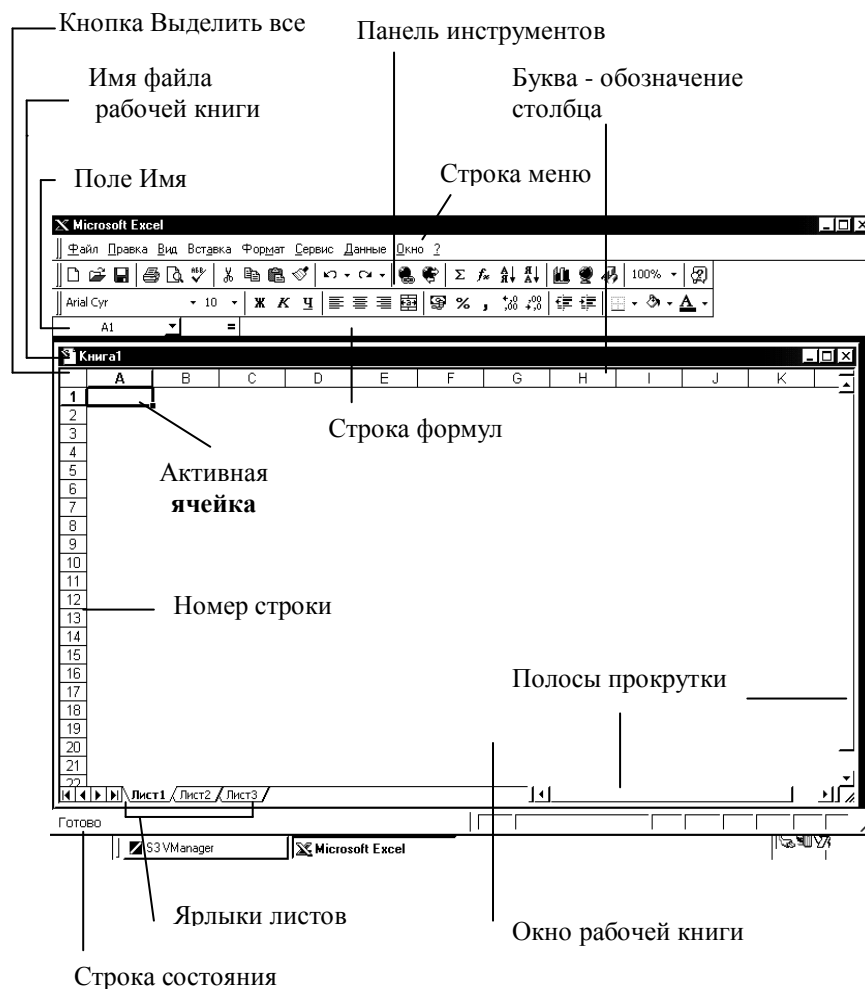 Кнопка Выделить все
Панель инструментов
Имя файла
рабочей книги
Буква - обозначение
столбца
Поле Имя
Строка меню
Microsoft Excel
Файл Правка Вид Вставка Формат Сервис Данные Окно ?
100%
Arial Cyr 10 Ж К Ч % ,
A1 =
Книга1
A B C D E F G H I J K
1
2
3
4
5
6
7
8
9
10
11
12
13
14
15
16
17
18
19
20
21
22
Строка формул
Активная
ячейка
Номер строки
Полосы прокрутки
Лист1 Лист2 Лист3
Готово
S3 VManager Microsoft Excel
Ярлыки листов
Окно рабочей книги
Строка состояния